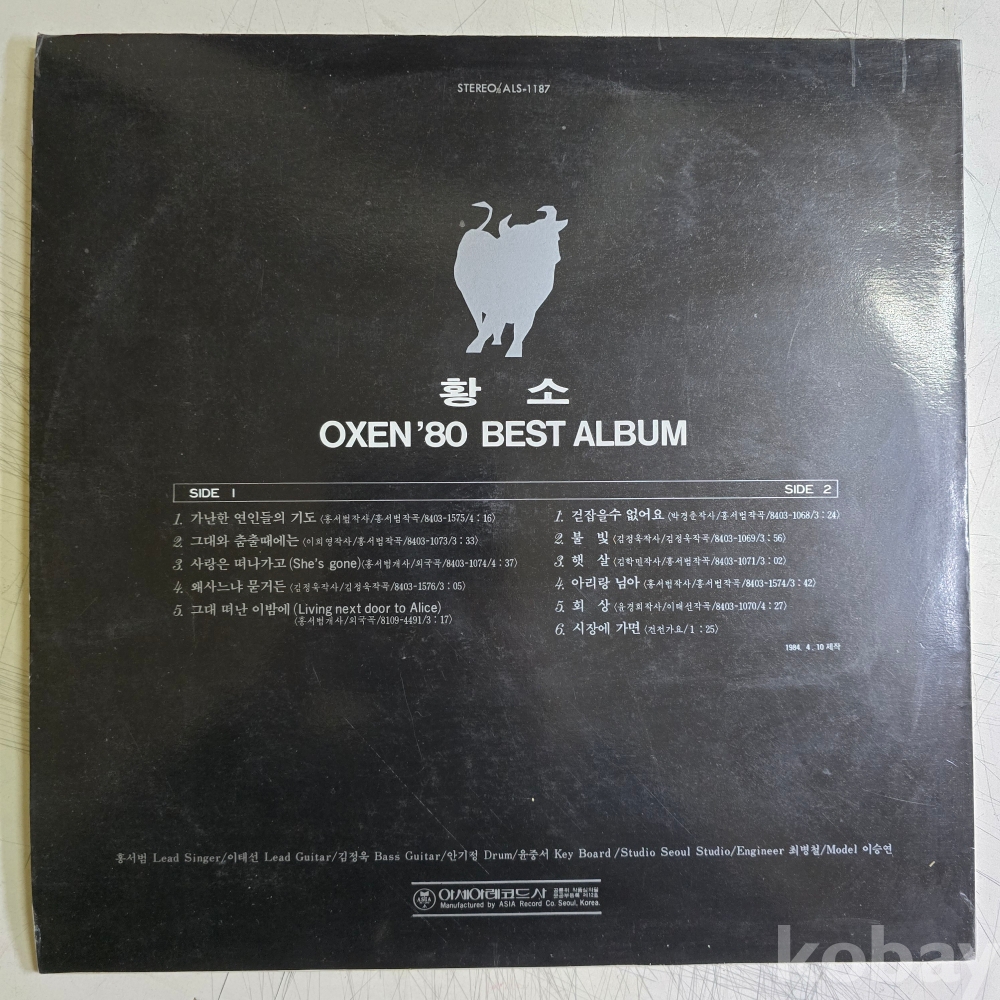 STEREO/ALS-1187
황 소
OXEN '80 BEST ALBUM
SIDE 1
1. 가난한 연인들의 기도 (홍서범작사/홍서범작곡/8403-1575/4:16)
2. 그대와 춤출때에는 (이희영작사/홍서범작곡/8403-1073/3:33)
3. 사랑은 떠나가고 (She's gone) (홍서범개사/외국곡/8403-1074/4:37)
4. 왜사느냐 묻거든 (김정욱작사/김정욱작곡/8403-1576/3:05)
5. 그대 떠난 이밤에 (Living next door to Alice)
(홍서범개사/외국곡/8109-4491/3:17)
SIDE 2
1. 걷잡을수 없어요 (박경춘작사/홍서범작곡/8403-1068/3:24)
2. 불 빛 (김정욱작사/김정욱작곡/8403-1069/3:56)
3. 햇 살 (김학민작사/홍서범작곡/8403-1071/3:02)
4. 아리랑 님아 (홍서범작사/홍서범작곡/8403-1574/3:42)
5. 회 상 (윤경희작사/이태선작곡/8403-1070/4:27)
6. 시장에 가면 (건전가요/1:25)
1984. 4. 10 제작
홍서범 Lead Singer/이태선 Lead Guitar/김정욱 Bass Guitar/안기철 Drum/윤중서 Key Board/Studio Seoul Studio/Engineer 최병철/Model 이승연
ASIA
아세아레코드사
Manufactured by ASIA Record Co. Seoul, Korea.
kobay